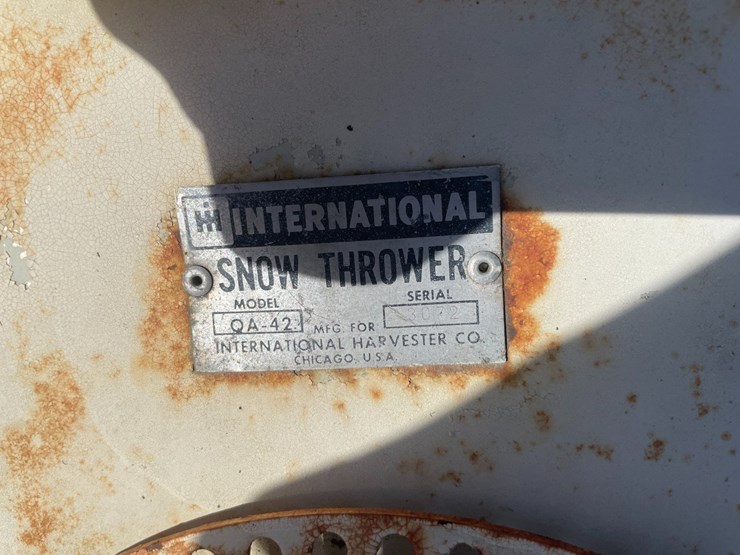 IH INTERNATIONAL
SNOW THROWER
MODEL SERIAL
QA-42 MFG. FOR
INTERNATIONAL HARVESTER CO.
CHICAGO, U.S.A.